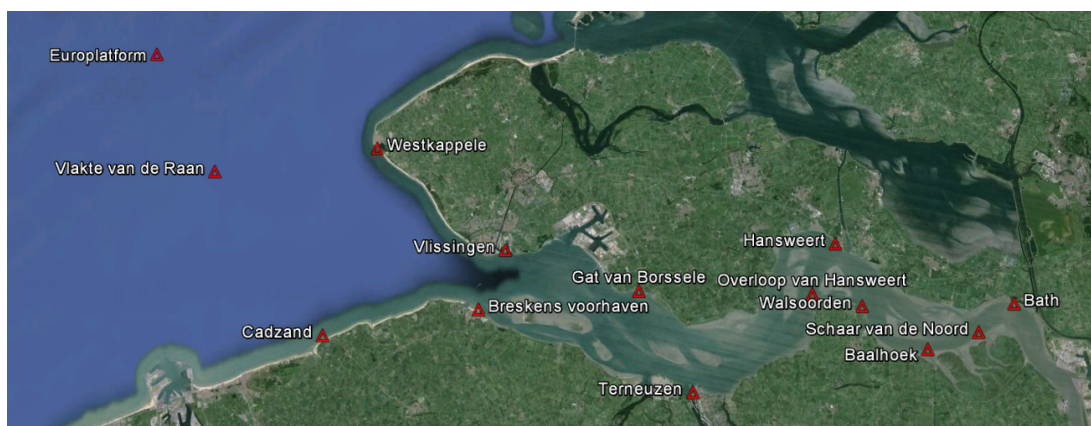 Europlatform
Westkappele
Vlakte van de Raan
Vlissingen
Hansweert
Gat van Borssele
Overloop van Hansweert
Walsoorden
Bath
Breskens voorhaven
Cadzand
Schaar van de Noord
Baalhoek
Terneuzen